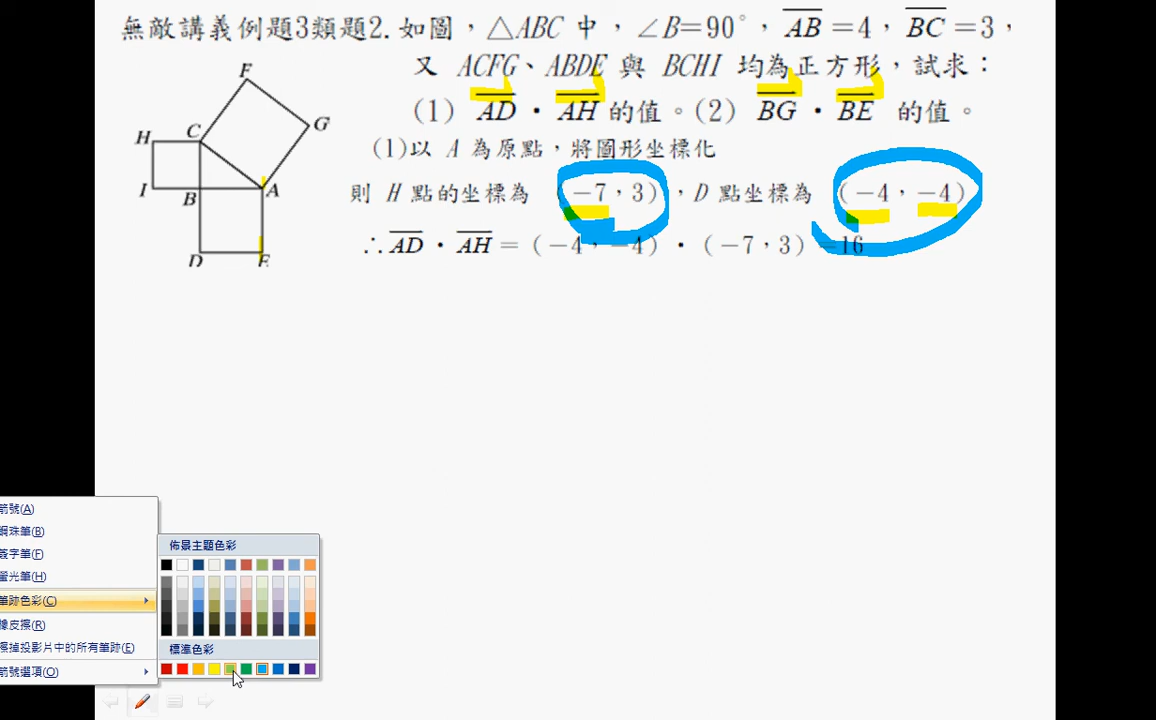 無敵講義例題3類題2. 如圖，△ABC 中，∠B=90°，AB=4，BC=3，
又 ACFG、ABDE 與 BCHI 均為正方形，試求：
(1) AD・AH 的值。(2) BG・BE 的值。
(1)以 A 為原點，將圖形坐標化
則 H 點的坐標為 (−7，3)，D 點坐標為 (−4，−4)
∴AD・AH=(−4，−4)・(−7，3)=16
F
G
C
H
I
B
A
D
E
箭號(A)
鋼珠筆(B)
簽字筆(F)
螢光筆(H)
筆跡色彩(C)
橡皮擦(R)
擦掉投影片中的所有筆跡(E)
箭號選項(O)
佈景主題色彩
標準色彩